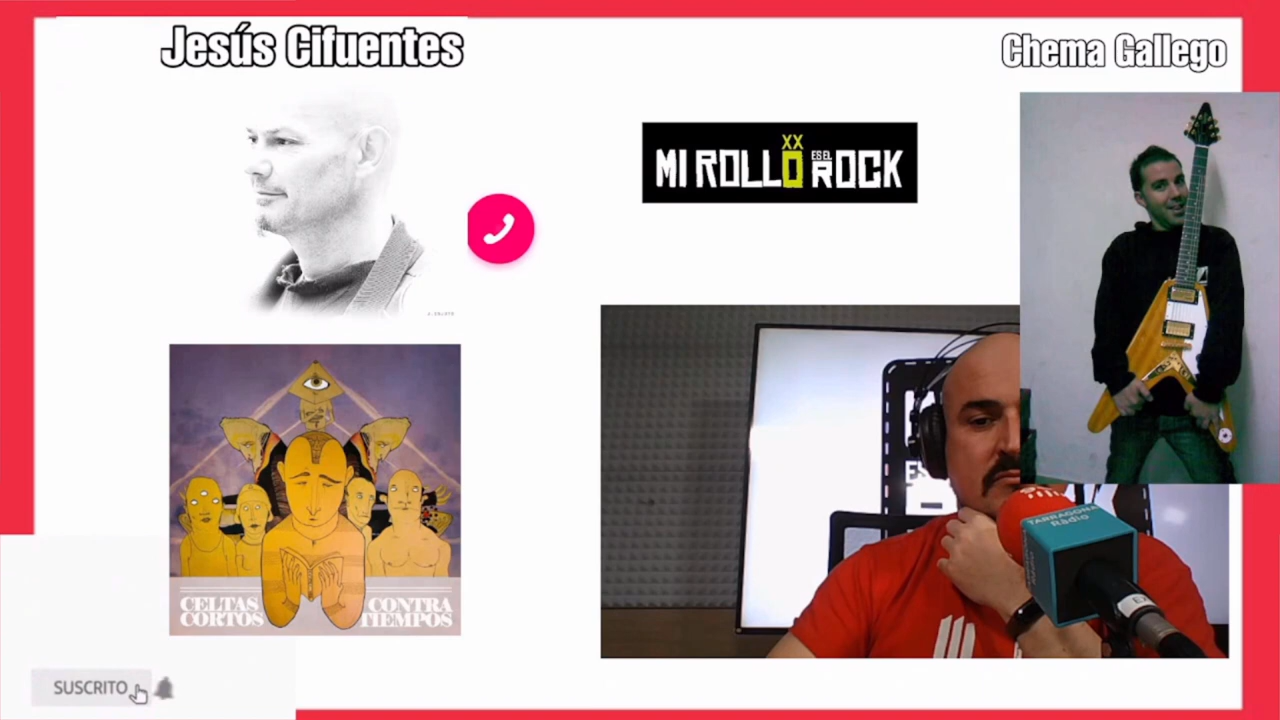 Jesús Cifuentes
Chema Gallego
XX
MI ROLLO ES EL ROCK
CELTAS CORTOS
CONTRA TIEMPOS
TARRAGONA
Ràdio
SUSCRITO